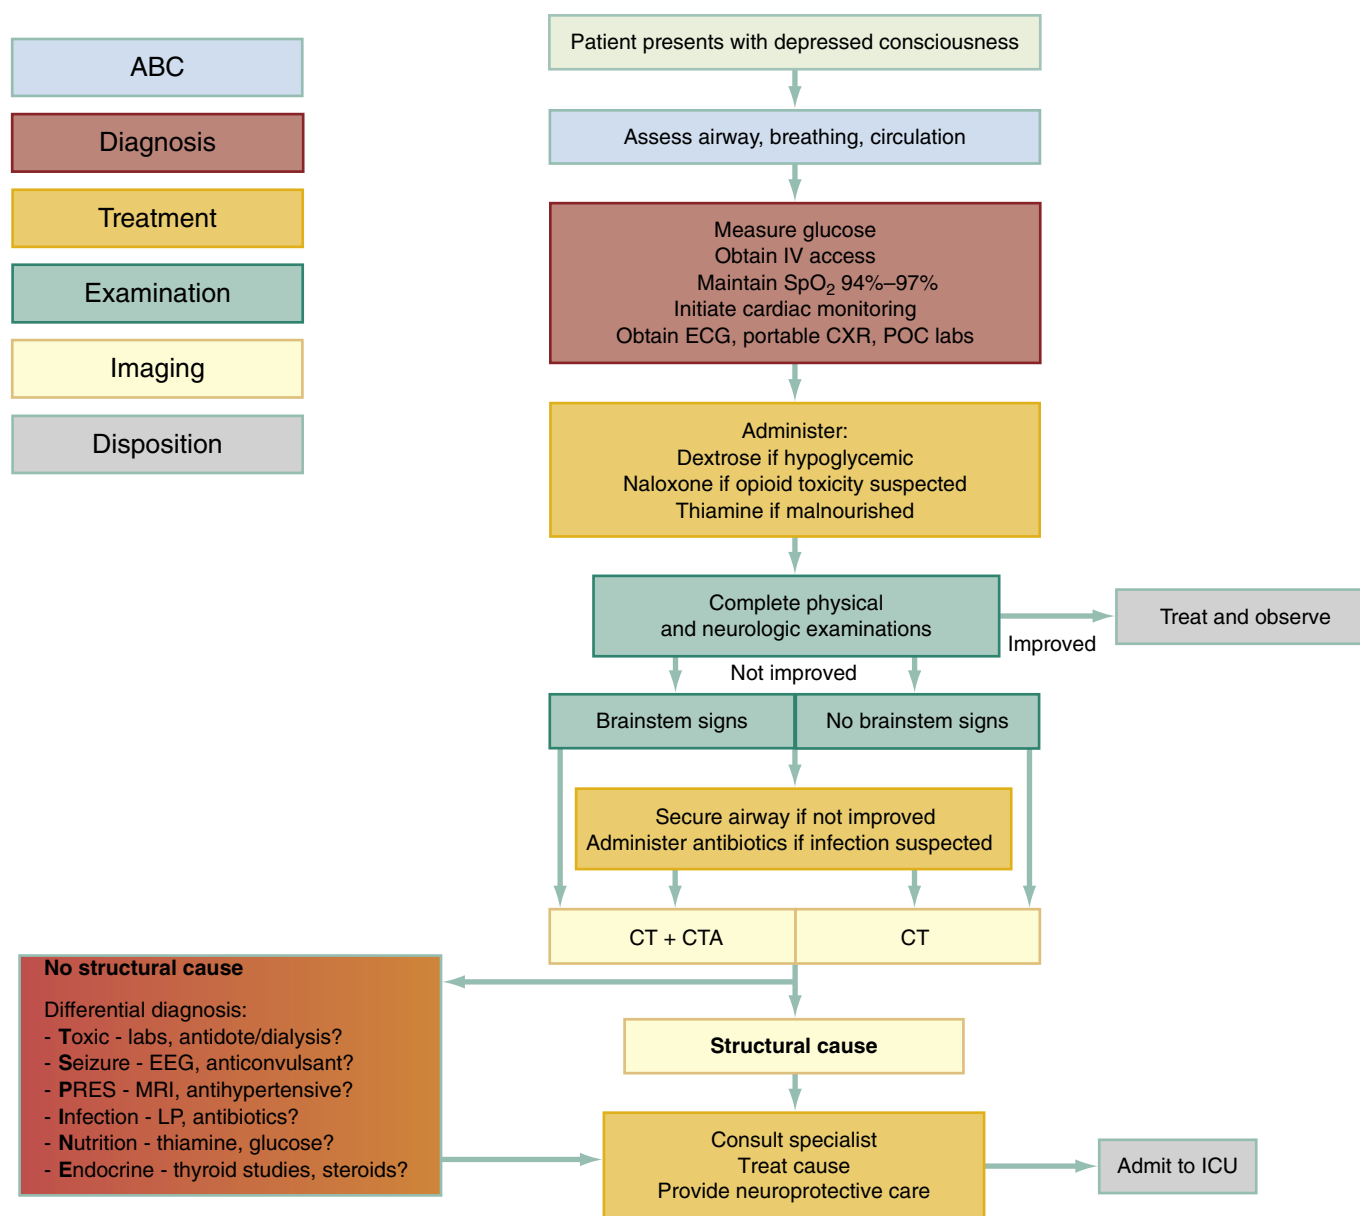 ABC
Diagnosis
Treatment
Examination
Imaging
Disposition
Patient presents with depressed consciousness
Assess airway, breathing, circulation
Measure glucose
Obtain IV access
Maintain SpO2 94%–97%
Initiate cardiac monitoring
Obtain ECG, portable CXR, POC labs
Administer:
Dextrose if hypoglycemic
Naloxone if opioid toxicity suspected
Thiamine if malnourished
Complete physical
and neurologic examinations
Improved
Treat and observe
Not improved
Brainstem signs
No brainstem signs
Secure airway if not improved
Administer antibiotics if infection suspected
CT + CTA
CT
No structural cause
Differential diagnosis:
- Toxic - labs, antidote/dialysis?
- Seizure - EEG, anticonvulsant?
- PRES - MRI, antihypertensive?
- Infection - LP, antibiotics?
- Nutrition - thiamine, glucose?
- Endocrine - thyroid studies, steroids?
Structural cause
Consult specialist
Treat cause
Provide neuroprotective care
Admit to ICU